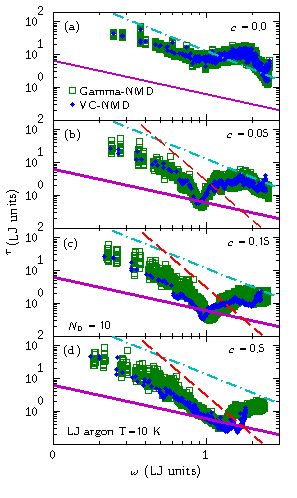 (a)
c = 0.0
Gamma-NMD
VC-NMD
(b)
c = 0.05
(c)
c = 0.15
N_D = 10
(d)
c = 0.5
LJ argon T=10 K
τ (LJ units)
0
1
ω (LJ units)